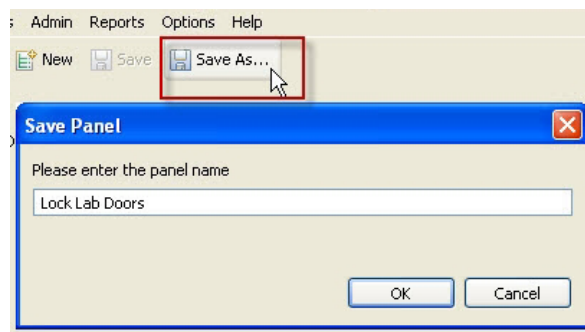 Admin Reports Options Help
New Save Save As...
Save Panel
Please enter the panel name
Lock Lab Doors
OK Cancel